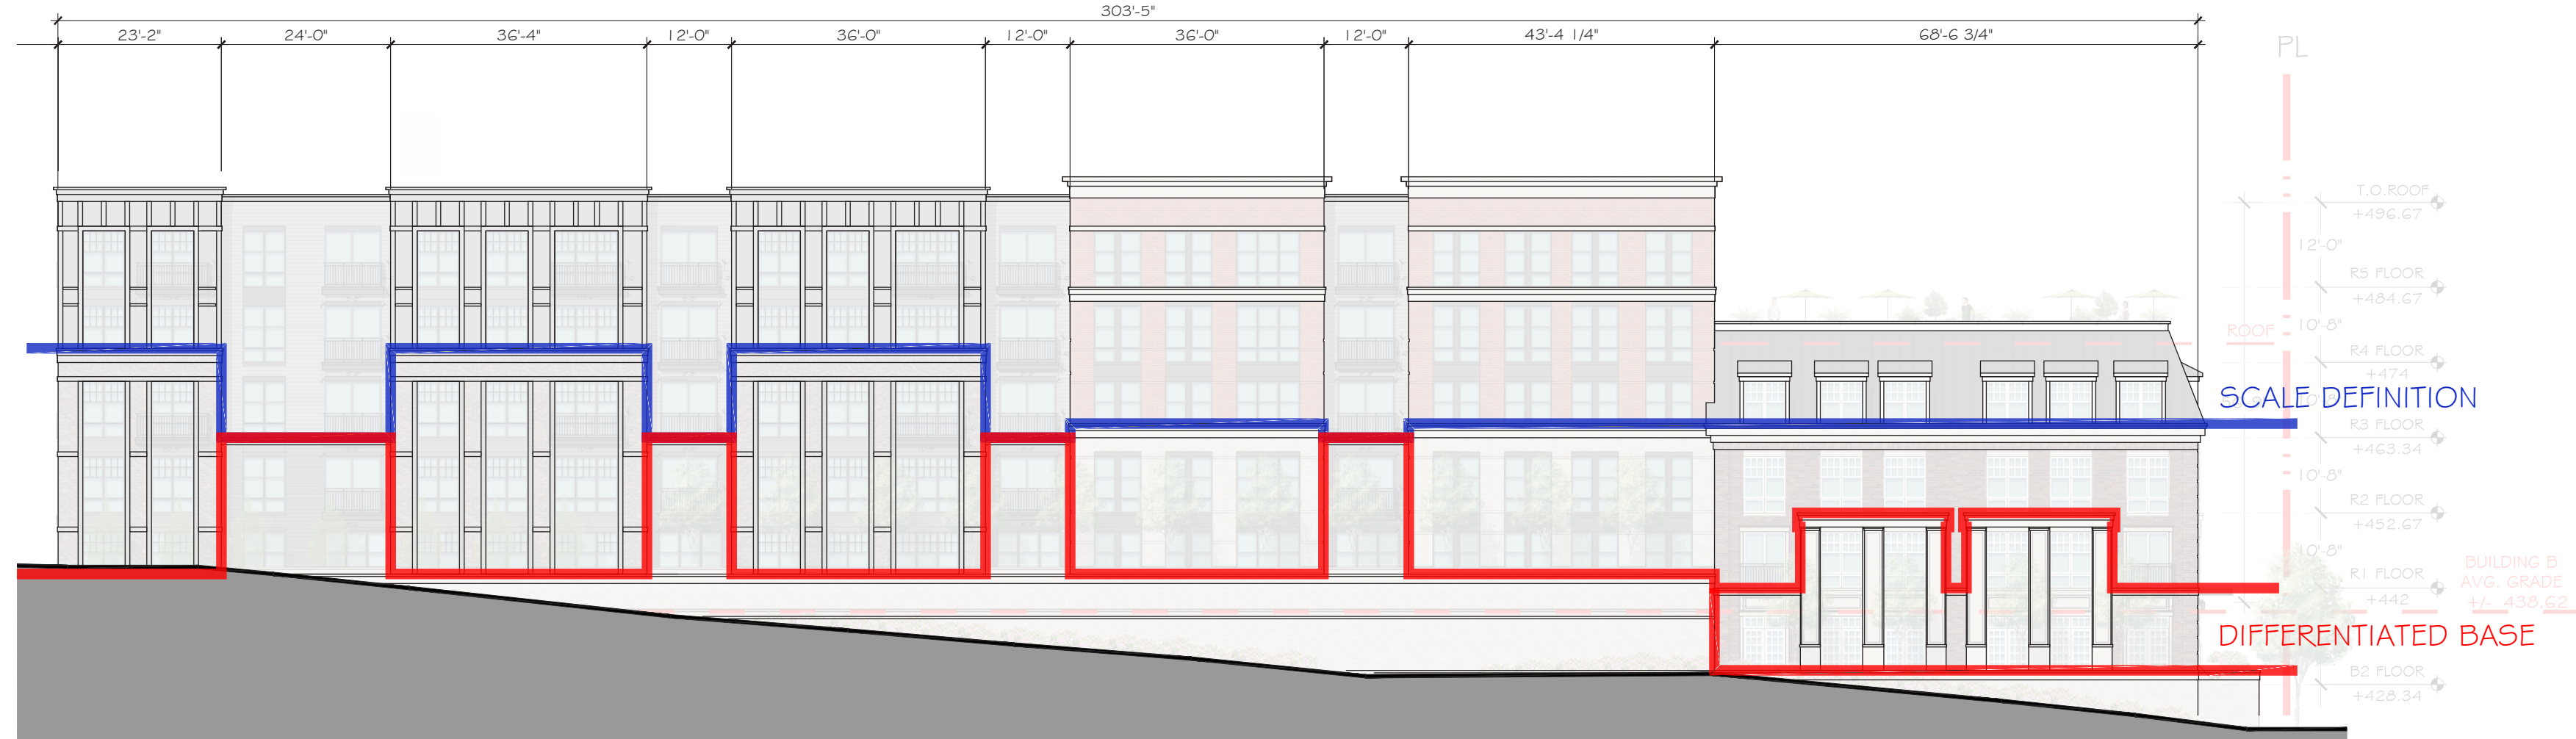 303'-5"
23'-2" 24'-0" 36'-4" 12'-0" 36'-0" 12'-0" 36'-0" 12'-0" 43'-4 1/4" 68'-6 3/4"
PL
T.O.ROOF
+496.67
12'-0"
R5 FLOOR
+484.67
10'-8"
ROOF
R4 FLOOR
+474
SCALE DEFINITION
R3 FLOOR
+463.34
10'-8"
R2 FLOOR
+452.67
10'-8"
BUILDING B
AVG. GRADE
+/- 438.62
R1 FLOOR
+442
DIFFERENTIATED BASE
B2 FLOOR
+428.34